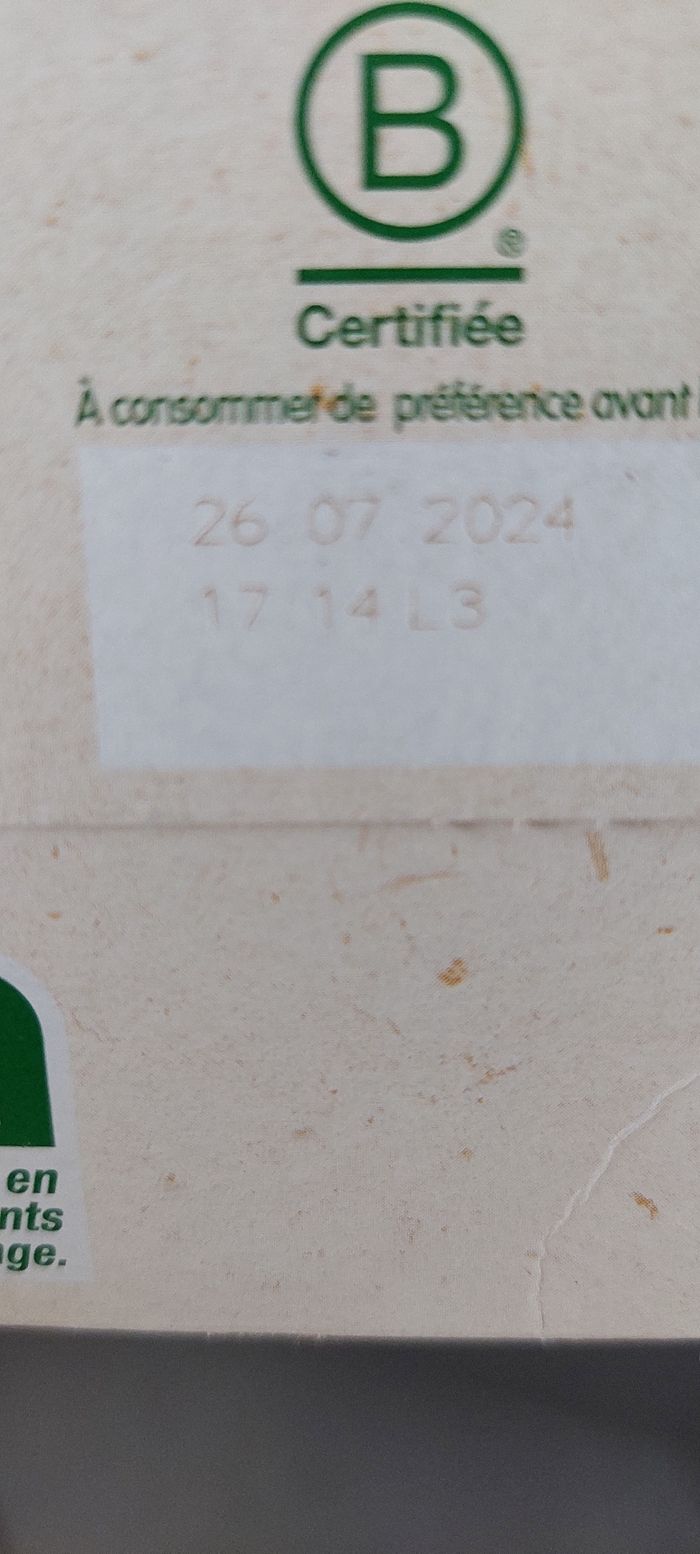 B
®
Certifiée
À consommer de préférence avant
26 07 2024
17 14 L3
en
nts
ge.